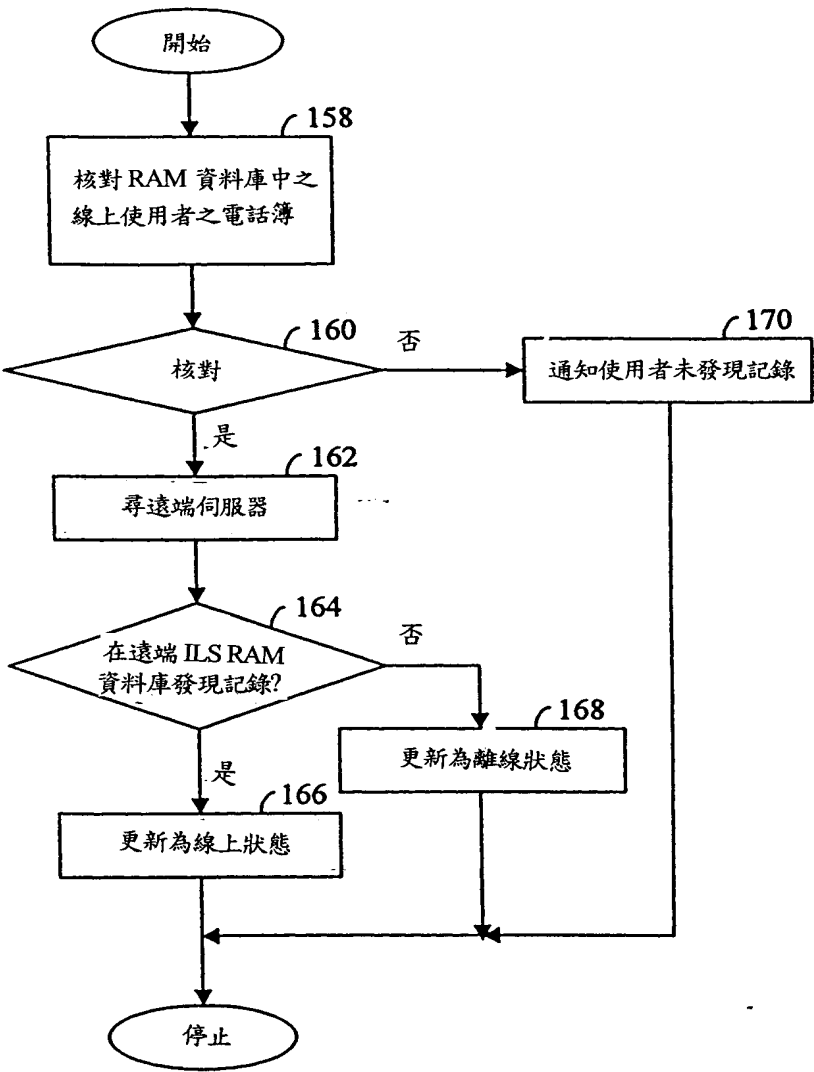 開始
158
核對 RAM 資料庫中之
線上使用者之電話簿
160
核對
否
170
通知使用者未發現記錄
是
162
尋遠端伺服器
164
在遠端 ILS RAM
資料庫發現記錄?
否
168
更新為離線狀態
是
166
更新為線上狀態
停止